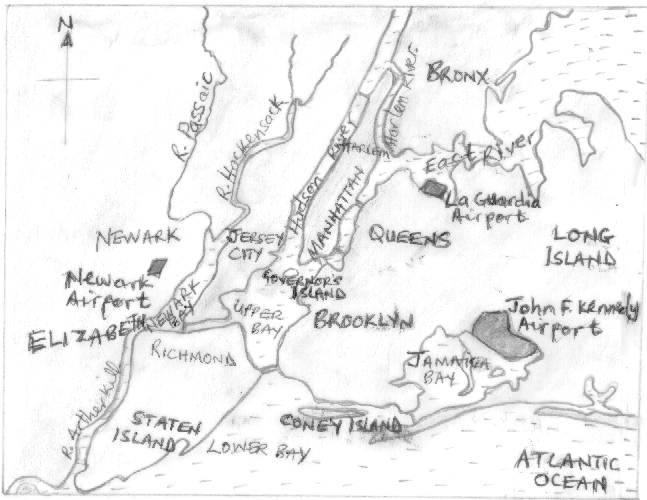 N
R. Passaic
R. Hackensack
Hudson River
HARLEM
Harlem River
BRONX
East River
MANHATTAN
La Guardia
Airport
NEWARK
JERSEY
CITY
QUEENS
LONG
ISLAND
Newark
Airport
GOVERNOR'S
ISLAND
ELIZABETH
NEWARK
BAY
UPPER
BAY
BROOKLYN
John F. Kennedy
Airport
RICHMOND
JAMAICA
BAY
R. Artherkill
STATEN
ISLAND
CONEY ISLAND
LOWER BAY
ATLANTIC
OCEAN